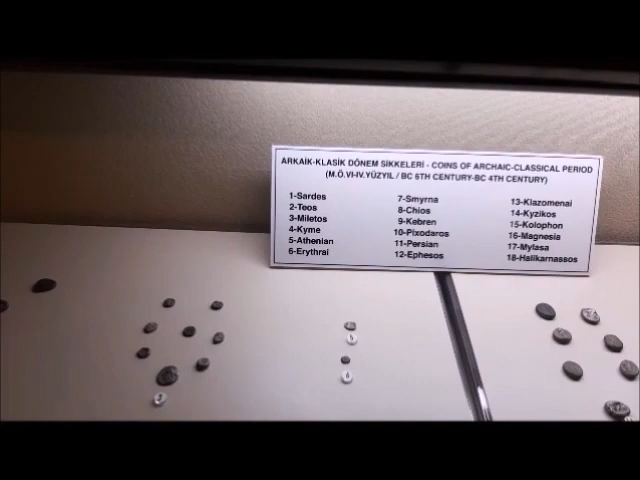 ARKAİK-KLASİK DÖNEM SİKKELERİ - COINS OF ARCHAIC-CLASSICAL PERIOD
(M.Ö.VI-IV.YÜZYIL / BC 6TH CENTURY-BC 4TH CENTURY)
1-Sardes
2-Teos
3-Miletos
4-Kyme
5-Athenian
6-Erythrai
7-Smyrna
8-Chios
9-Kebren
10-Pixodaros
11-Persian
12-Ephesos
13-Klazomenai
14-Kyzikos
15-Kolophon
16-Magnesia
17-Mylasa
18-Halikarnassos
5
6